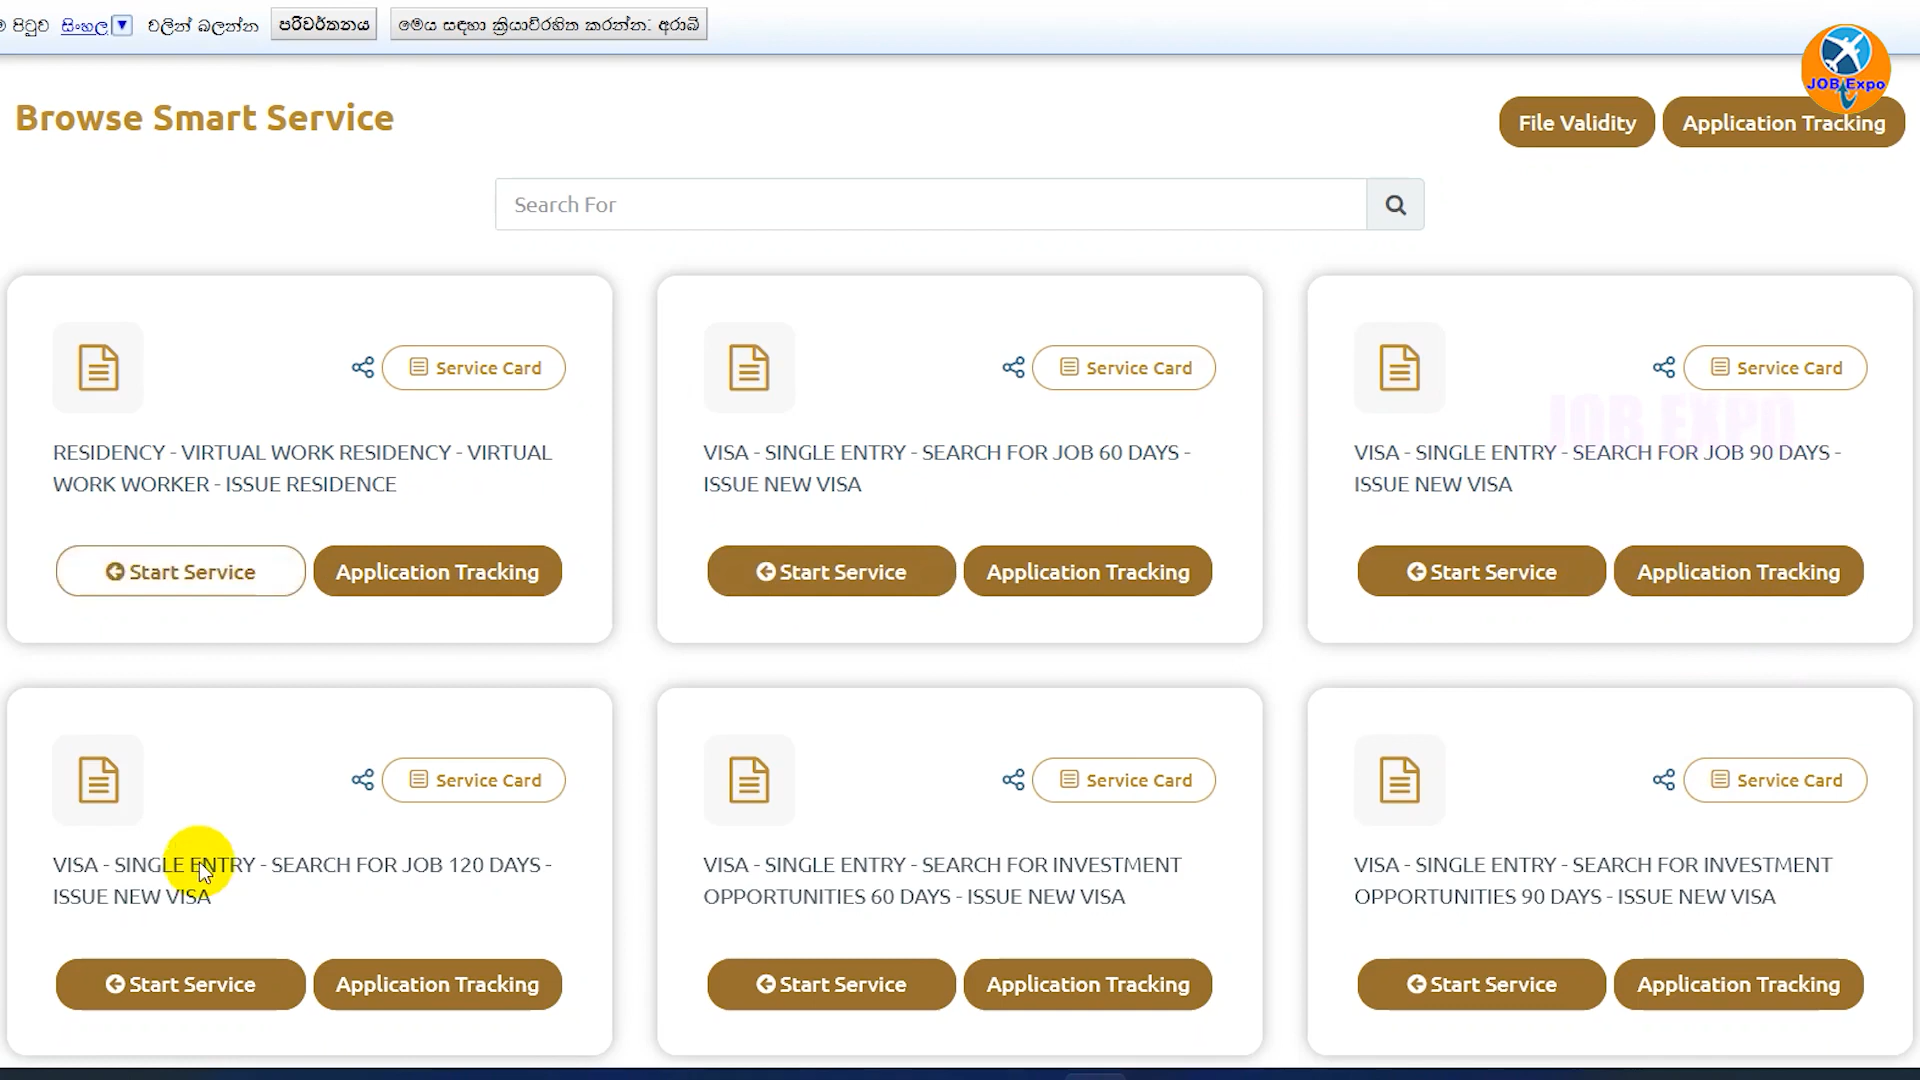 පිටුව සිංහල වලින් බලන්න පරිවර්තනය මෙය සඳහා ක්‍රියාවිරහිත කරන්න: අරාබි
JOB Expo
Browse Smart Service
File Validity Application Tracking
Search For
Service Card
RESIDENCY - VIRTUAL WORK RESIDENCY - VIRTUAL
WORK WORKER - ISSUE RESIDENCE
Start Service Application Tracking
Service Card
VISA - SINGLE ENTRY - SEARCH FOR JOB 60 DAYS -
ISSUE NEW VISA
Start Service Application Tracking
Service Card
JOB EXPO
VISA - SINGLE ENTRY - SEARCH FOR JOB 90 DAYS -
ISSUE NEW VISA
Start Service Application Tracking
Service Card
VISA - SINGLE ENTRY - SEARCH FOR JOB 120 DAYS -
ISSUE NEW VISA
Start Service Application Tracking
Service Card
VISA - SINGLE ENTRY - SEARCH FOR INVESTMENT
OPPORTUNITIES 60 DAYS - ISSUE NEW VISA
Start Service Application Tracking
Service Card
VISA - SINGLE ENTRY - SEARCH FOR INVESTMENT
OPPORTUNITIES 90 DAYS - ISSUE NEW VISA
Start Service Application Tracking